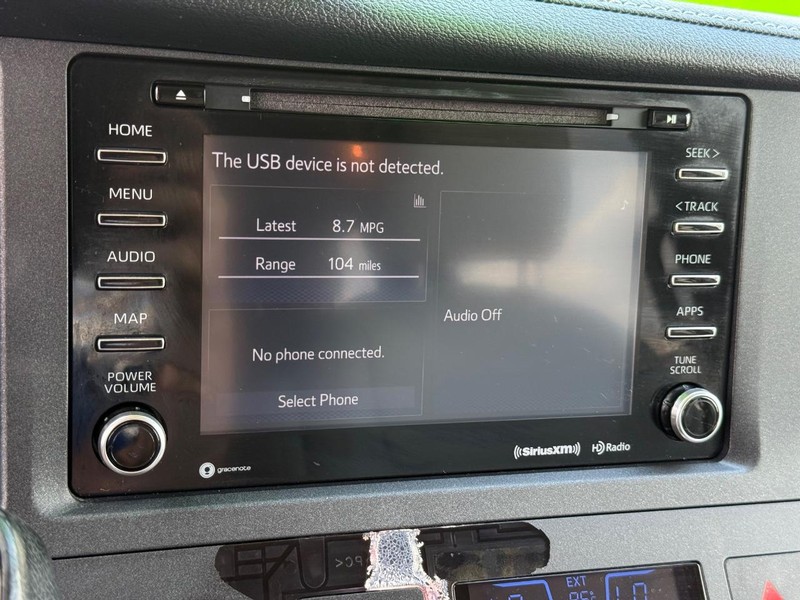 HOME
MENU
AUDIO
MAP
POWER
VOLUME
The USB device is not detected.
Latest 8.7 MPG
Range 104 miles
No phone connected.
Select Phone
Audio Off
SEEK >
< TRACK
PHONE
APPS
TUNE
SCROLL
gracenote
((SiriusXM))
HD Radio
EXT